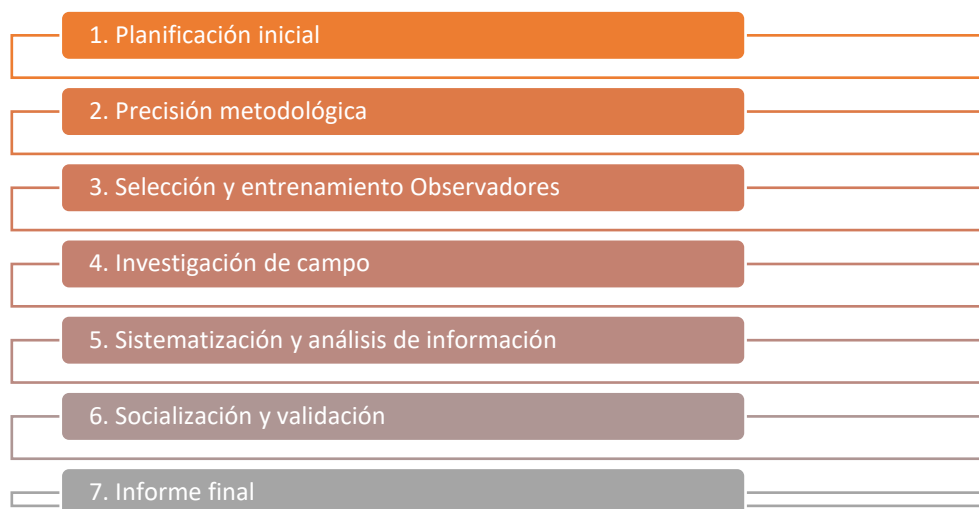 1. Planificación inicial
2. Precisión metodológica
3. Selección y entrenamiento Observadores
4. Investigación de campo
5. Sistematización y análisis de información
6. Socialización y validación
7. Informe final